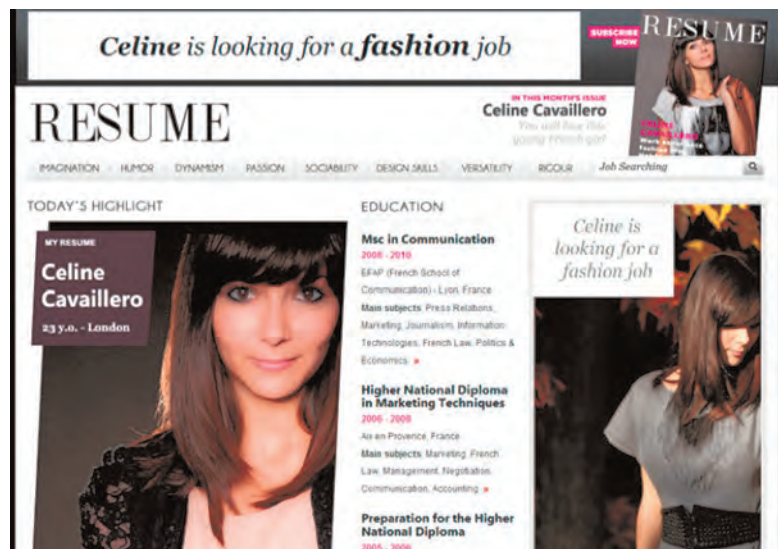 Celine is looking for a fashion job
SUBSCRIBE
NOW
RESUME
IN THIS MONTH'S ISSUE
Celine Cavaillero
You will love this
young French girl
RESUME
CELINE
CAVAILLERO
IMAGINATION HUMOR DYNAMISM PASSION SOCIABILITY DESIGN SKILLS VERSATILITY RIGOUR Job Searching
TODAY'S HIGHLIGHT
MY RESUME
Celine
Cavaillero
23 y.o. - London
EDUCATION
Msc in Communication
2008 - 2010
EFAP (French School of
Communication) - Lyon, France
Main subjects: Press Relations,
Marketing, Journalism, Information
Technologies, French Law, Politics &
Economics. »
Higher National Diploma
in Marketing Techniques
2006 - 2008
Aix en Provence, France
Main subjects: Marketing, French
Law, Management, Negotiation,
Communication, Accounting »
Preparation for the Higher
National Diploma
2005 - 2006
Celine is
looking for a
fashion job